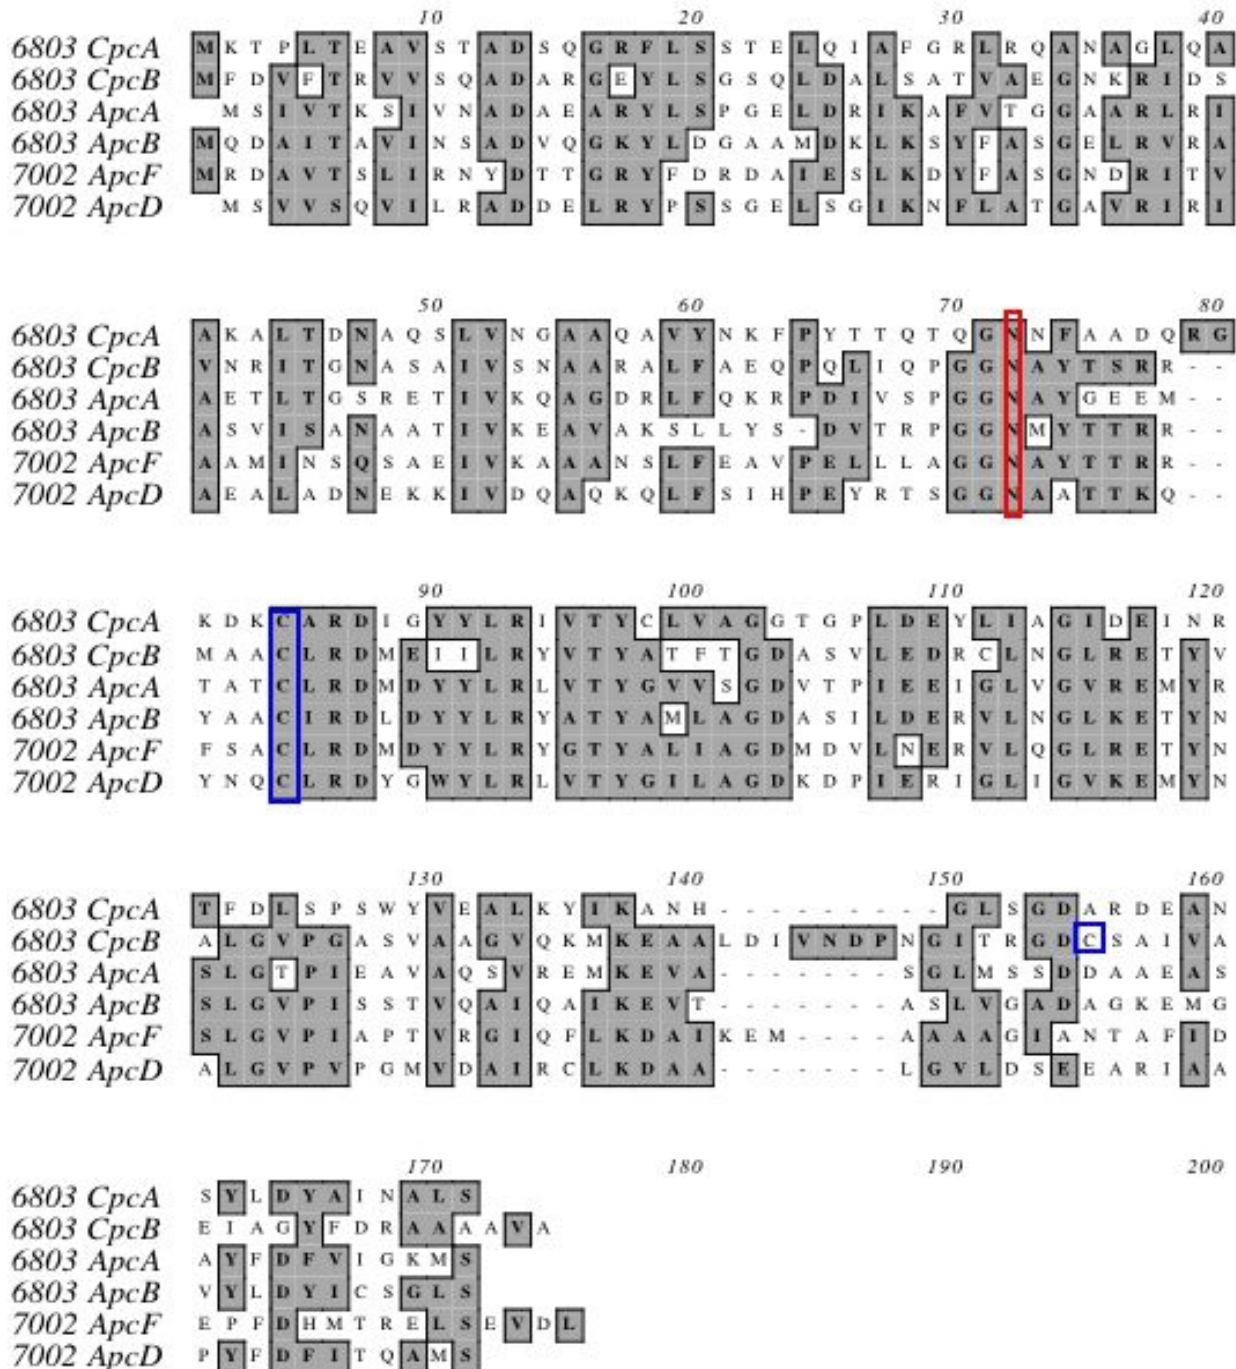 10 20 30 40
6803 CpcA M K T P L T E A V S T A D S Q G R F L S S T E L Q I A F G R L R Q A N A G L Q A
6803 CpcB M F D V F T R V V S Q A D A R G E Y L S G S Q L D A L S A T V A E G N K R I D S
6803 ApcA M S I V T K S I V N A D A E A R Y L S P G E L D R I K A F V T G G A A R L R I
6803 ApcB M Q D A I T A V I N S A D V Q G K Y L D G A A M D K L K S Y F A S G E L R V R A
7002 ApcF M R D A V T S L I R N Y D T T G R Y F D R D A I E S L K D Y F A S G N D R I T V
7002 ApcD M S V V S Q V I L R A D D E L R Y P S S G E L S G I K N F L A T G A V R I R I
50 60 70 80
6803 CpcA A K A L T D N A Q S L V N G A A Q A V Y N K F P Y T T Q T Q G N N F A A D Q R G
6803 CpcB V N R I T G N A S A I V S N A A R A L F A E Q P Q L I Q P G G N A Y T S R R - -
6803 ApcA A E T L T G S R E T I V K Q A G D R L F Q K R P D I V S P G G N A Y G E E M - -
6803 ApcB A S V I S A N A A T I V K E A V A K S L L Y S - D V T R P G G N M Y T T R R - -
7002 ApcF A A M I N S Q S A E I V K A A A N S L F E A V P E L L L A G G N A Y T T R R - -
7002 ApcD A E A L A D N E K K I V D Q A Q K Q L F S I H P E Y R T S G G N A A T T K Q - -
90 100 110 120
6803 CpcA K D K C A R D I G Y Y L R I V T Y C L V A G G T G P L D E Y L I A G I D E I N R
6803 CpcB M A A C L R D M E I I L R Y V T Y A T F T G D A S V L E D R C L N G L R E T Y V
6803 ApcA T A T C L R D M D Y Y L R L V T Y G V V S G D V T P I E E I G L V G V R E M Y R
6803 ApcB Y A A C I R D L D Y Y L R Y A T Y A M L A G D A S I L D E R V L N G L K E T Y N
7002 ApcF F S A C L R D M D Y Y L R Y G T Y A L I A G D M D V L N E R V L Q G L R E T Y N
7002 ApcD Y N Q C L R D Y G W Y L R L V T Y G I L A G D K D P I E R I G L I G V K E M Y N
130 140 150 160
6803 CpcA T F D L S P S W Y V E A L K Y I K A N H - - - - - - - - - G L S G D A R D E A N
6803 CpcB A L G V P G A S V A A G V Q K M K E A A L D I V N D P N G I T R G D C S A I V A
6803 ApcA S L G T P I E A V A Q S V R E M K E V A - - - - - - - S G L M S S D D A A E A S
6803 ApcB S L G V P I S S T V Q A I Q A I K E V T - - - - - - - A S L V G A D A G K E M G
7002 ApcF S L G V P I A P T V R G I Q F L K D A I K E M - - - - A A A A G I A N T A F I D
7002 ApcD A L G V P V P G M V D A I R C L K D A A - - - - - - - L G V L D S E E A R I A A
170 180 190 200
6803 CpcA S Y L D Y A I N A L S
6803 CpcB E I A G Y F D R A A A A V A
6803 ApcA A Y F D F V I G K M S
6803 ApcB V Y L D Y I C S G L S
7002 ApcF E P F D H M T R E L S E V D L
7002 ApcD P Y F D F I T Q A M S